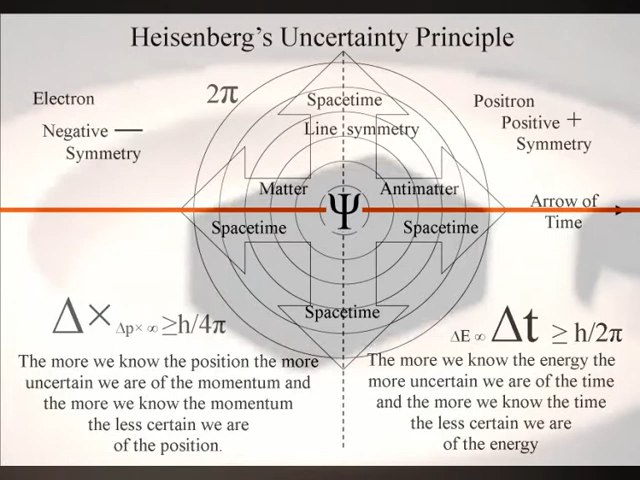 Heisenberg's Uncertainty Principle
Electron
Negative —
Symmetry
2π
Spacetime
Line symmetry
Positron
Positive +
Symmetry
Matter
Antimatter
Ψ
Arrow of
Time
Spacetime
Spacetime
Spacetime
Δ× Δp× ∞ ≥h/4π
ΔE ∞ Δt ≥ h/2π
The more we know the position the more
uncertain we are of the momentum and
the more we know the momentum
the less certain we are
of the position.
The more we know the energy the
more uncertain we are of the time
and the more we know the time
the less certain we are
of the energy